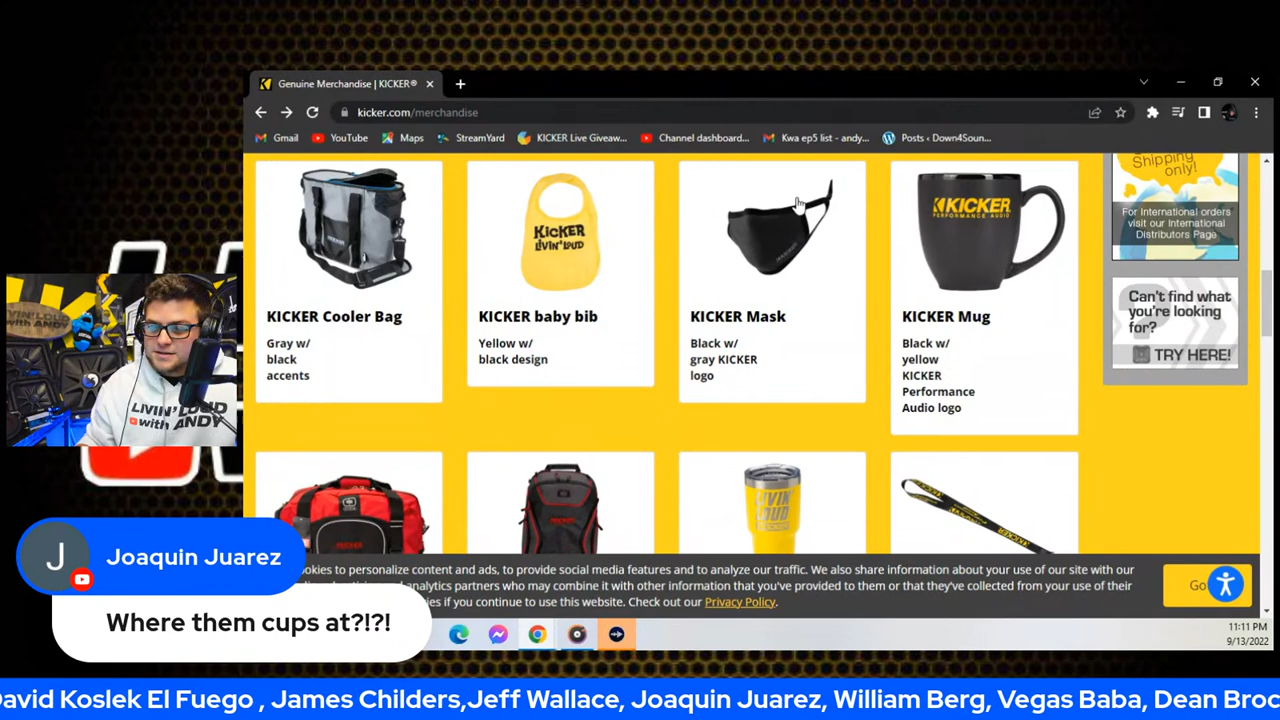 Genuine Merchandise | KICKER®
kicker.com/merchandise
Gmail
YouTube
Maps
StreamYard
KICKER Live Giveaw...
Channel dashboard...
Kwa ep5 list - andy...
Posts ‹ Down4Soun...
KICKER
LIVIN' LOUD
KICKER
PERFORMANCE AUDIO
Shipping
only!
For International orders
visit our International
Distributors Page
Can't find what
you're looking
for?
TRY HERE!
KICKER Cooler Bag
Gray w/
black
accents
KICKER baby bib
Yellow w/
black design
KICKER Mask
Black w/
gray KICKER
logo
KICKER Mug
Black w/
yellow
KICKER
Performance
Audio logo
LIVIN' LOUD
with ANDY
LIVIN'
LOUD
KICKER
ookies to personalize content and ads, to provide social media features and to analyze our traffic. We also share information about your use of our site with our
analytics partners who may combine it with other information that you've provided to them or that they've collected from your use of their
ies if you continue to use this website. Check out our Privacy Policy.
Go
J
Joaquin Juarez
Where them cups at?!?!
11:11 PM
9/13/2022
David Koslek El Fuego , James Childers,Jeff Wallace, Joaquin Juarez, William Berg, Vegas Baba, Dean Broc